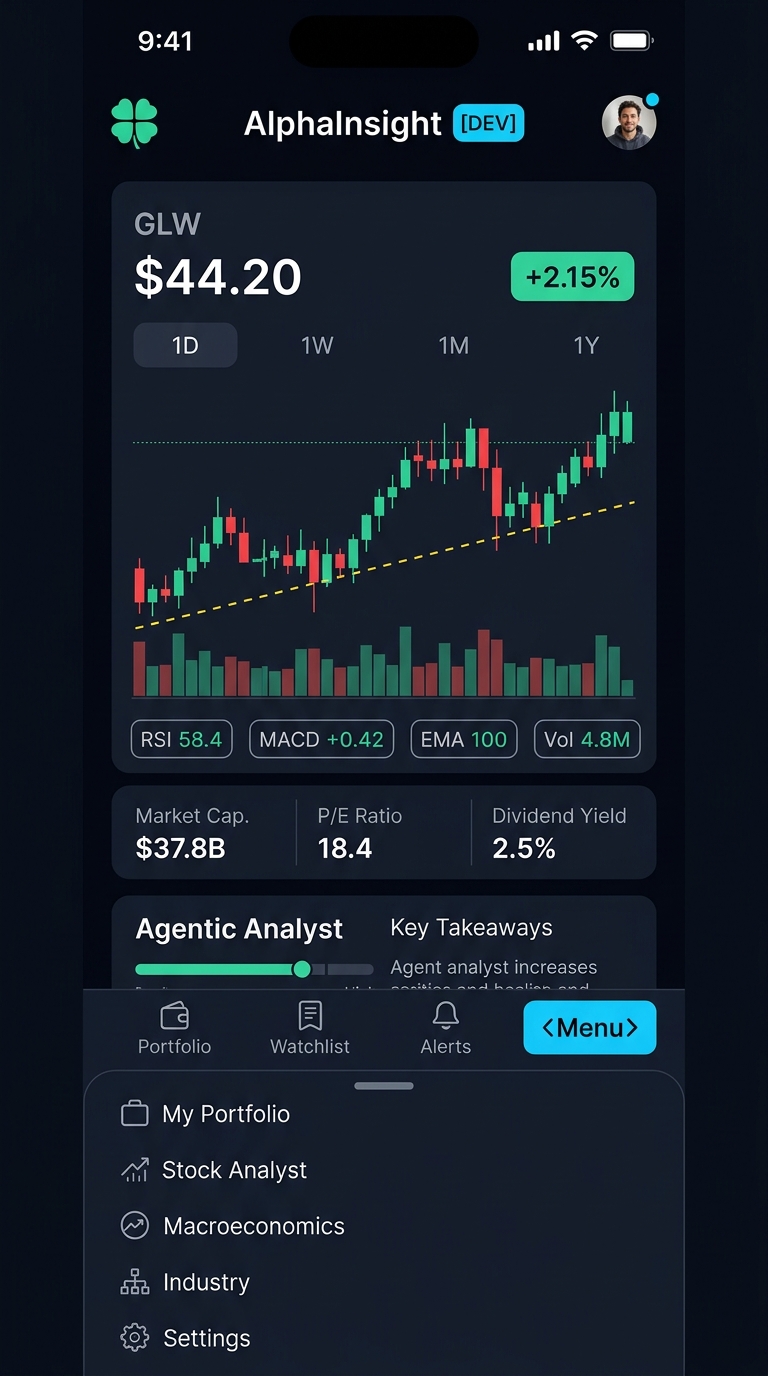 9:41
AlphaInsight [DEV]
GLW
$44.20
+2.15%
1D 1W 1M 1Y
RSI 58.4 MACD +0.42 EMA 100 Vol 4.8M
Market Cap. P/E Ratio Dividend Yield
$37.8B 18.4 2.5%
Agentic Analyst
Key Takeaways
Agent analyst increases
Portfolio Watchlist Alerts <Menu>
My Portfolio
Stock Analyst
Macroeconomics
Industry
Settings